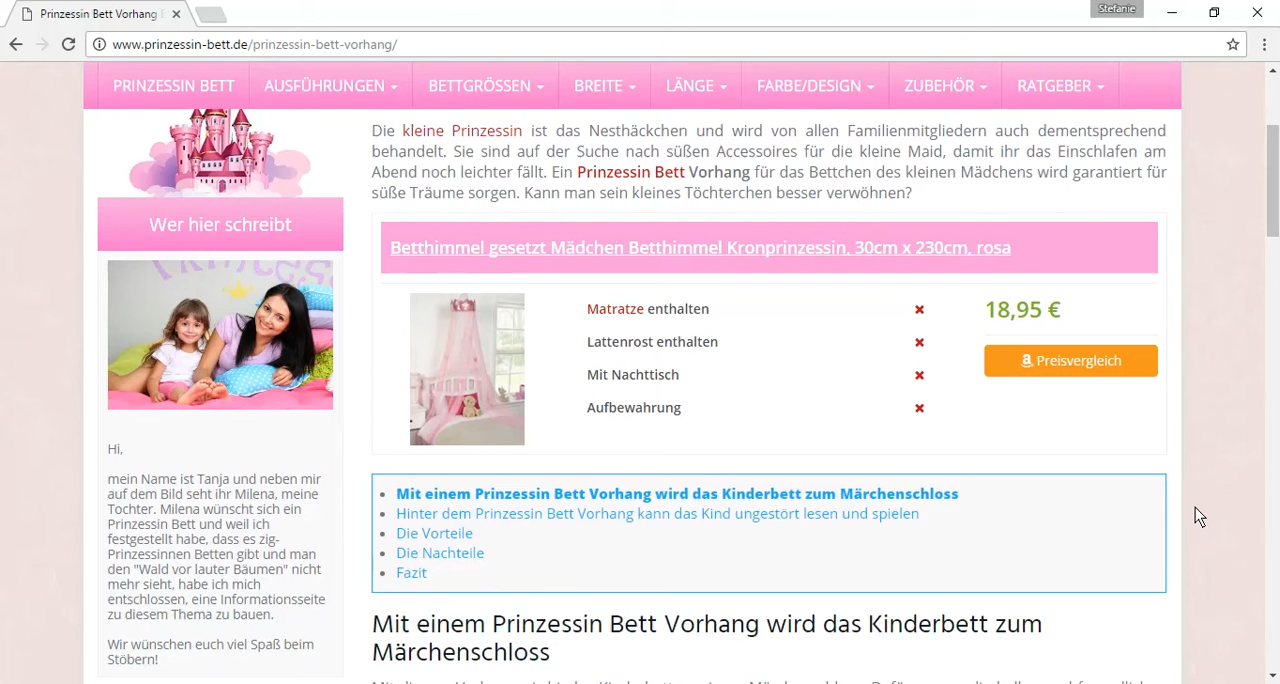 Prinzessin Bett Vorhang
Stefanie
www.prinzessin-bett.de/prinzessin-bett-vorhang/
PRINZESSIN BETT AUSFÜHRUNGEN BETTGRÖSSEN BREITE LÄNGE FARBE/DESIGN ZUBEHÖR RATGEBER
Wer hier schreibt
Hi,
mein Name ist Tanja und neben mir
auf dem Bild seht ihr Milena, meine
Tochter. Milena wünscht sich ein
Prinzessin Bett und weil ich
festgestellt habe, dass es zig-
Prinzessinnen Betten gibt und man
den "Wald vor lauter Bäumen" nicht
mehr sieht, habe ich mich
entschlossen, eine Informationsseite
zu diesem Thema zu bauen.
Wir wünschen euch viel Spaß beim
Stöbern!
Die kleine Prinzessin ist das Nesthäckchen und wird von allen Familienmitgliedern auch dementsprechend
behandelt. Sie sind auf der Suche nach süßen Accessoires für die kleine Maid, damit ihr das Einschlafen am
Abend noch leichter fällt. Ein Prinzessin Bett Vorhang für das Bettchen des kleinen Mädchens wird garantiert für
süße Träume sorgen. Kann man sein kleines Töchterchen besser verwöhnen?
Betthimmel gesetzt Mädchen Betthimmel Kronprinzessin, 30cm x 230cm, rosa
Matratze enthalten
Lattenrost enthalten
Mit Nachttisch
Aufbewahrung
18,95 €
Preisvergleich
Mit einem Prinzessin Bett Vorhang wird das Kinderbett zum Märchenschloss
Hinter dem Prinzessin Bett Vorhang kann das Kind ungestört lesen und spielen
Die Vorteile
Die Nachteile
Fazit
Mit einem Prinzessin Bett Vorhang wird das Kinderbett zum
Märchenschloss